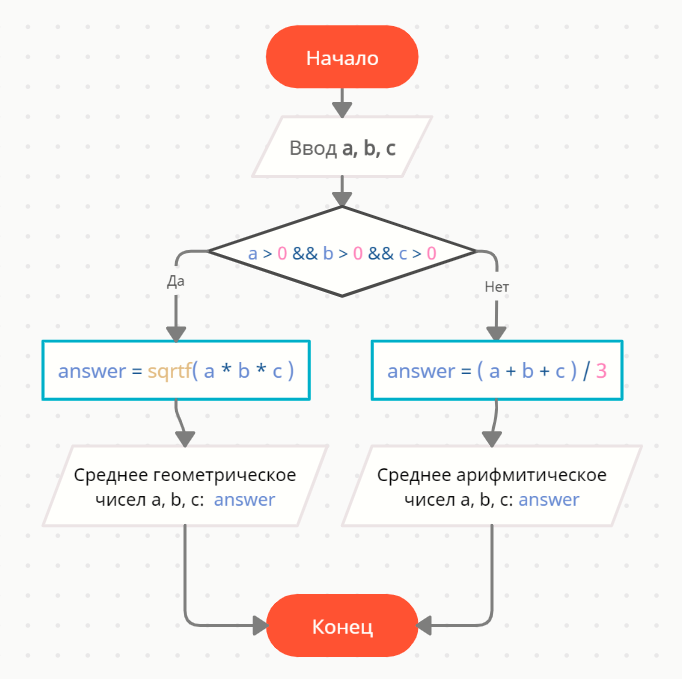 Начало
Ввод a, b, c
a > 0 && b > 0 && c > 0
Да
Нет
answer = sqrtf( a * b * c )
answer = ( a + b + c ) / 3
Среднее геометрическое
чисел a, b, c: answer
Среднее арифмитическое
чисел a, b, c: answer
Конец